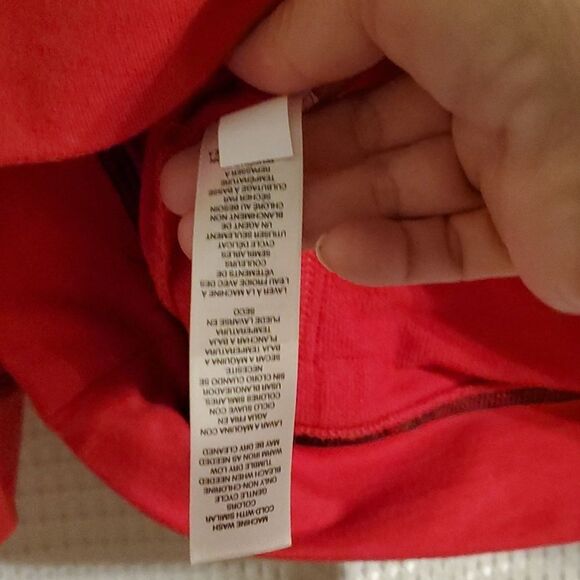 MACHINE WASH
COLD WITH SIMILAR
COLORS
GENTLE CYCLE
ONLY NON-CHLORINE
BLEACH WHEN NEEDED
TUMBLE DRY LOW
WARM IRON AS NEEDED
MAY BE DRY CLEANED
LAVAR A MÁQUINA CON
AGUA FRÍA EN
CICLO SUAVE CON
COLORES SIMILARES.
USAR BLANQUEADOR
SIN CLORO CUANDO SE
NECESITE
SECAR A MÁQUINA A
BAJA TEMPERATURA
PLANCHAR A BAJA
TEMPERATURA
PUEDE LAVARSE EN
SECO
LAVER À LA MACHINE À
L'EAU FROIDE AVEC DES
VÊTEMENTS DE
COULEURS
SEMBLABLES
CYCLE DÉLICAT
UTILISER SEULEMENT
UN AGENT DE
BLANCHIMENT NON
CHLORÉ AU BESOIN
SÉCHER PAR
CULBUTAGE À BASSE
TEMPÉRATURE
REPASSER À